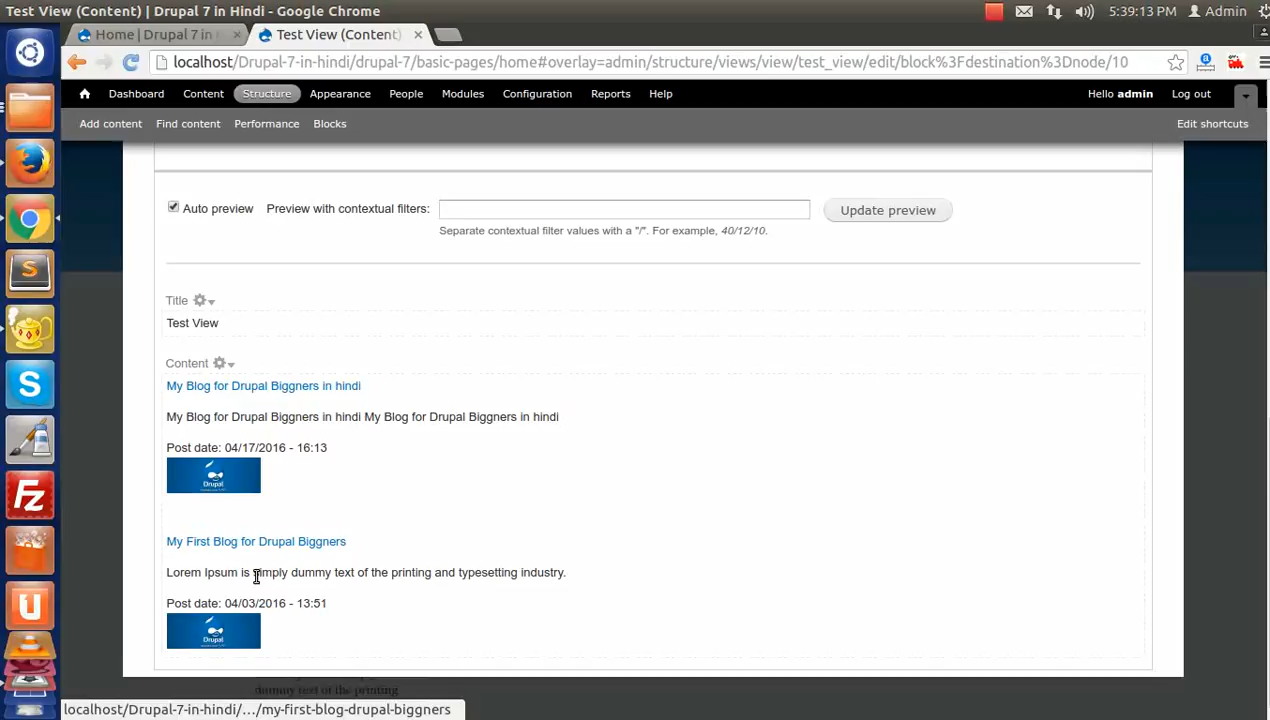 Test View (Content) | Drupal 7 in Hindi - Google Chrome
5:39:13 PM
Admin
Home | Drupal 7 in
Test View (Content)
localhost/Drupal-7-in-hindi/drupal-7/basic-pages/home#overlay=admin/structure/views/view/test_view/edit/block%3Fdestination%3Dnode/10
Dashboard
Content
Structure
Appearance
People
Modules
Configuration
Reports
Help
Hello admin
Log out
Add content
Find content
Performance
Blocks
Edit shortcuts
Auto preview
Preview with contextual filters:
Update preview
Separate contextual filter values with a "/". For example, 40/12/10.
Title
Test View
Content
My Blog for Drupal Biggners in hindi
My Blog for Drupal Biggners in hindi My Blog for Drupal Biggners in hindi
Post date: 04/17/2016 - 16:13
Drupal
My First Blog for Drupal Biggners
Lorem Ipsum is simply dummy text of the printing and typesetting industry.
Post date: 04/03/2016 - 13:51
Drupal
dummy text of the printing
localhost/Drupal-7-in-hindi/.../my-first-blog-drupal-biggners